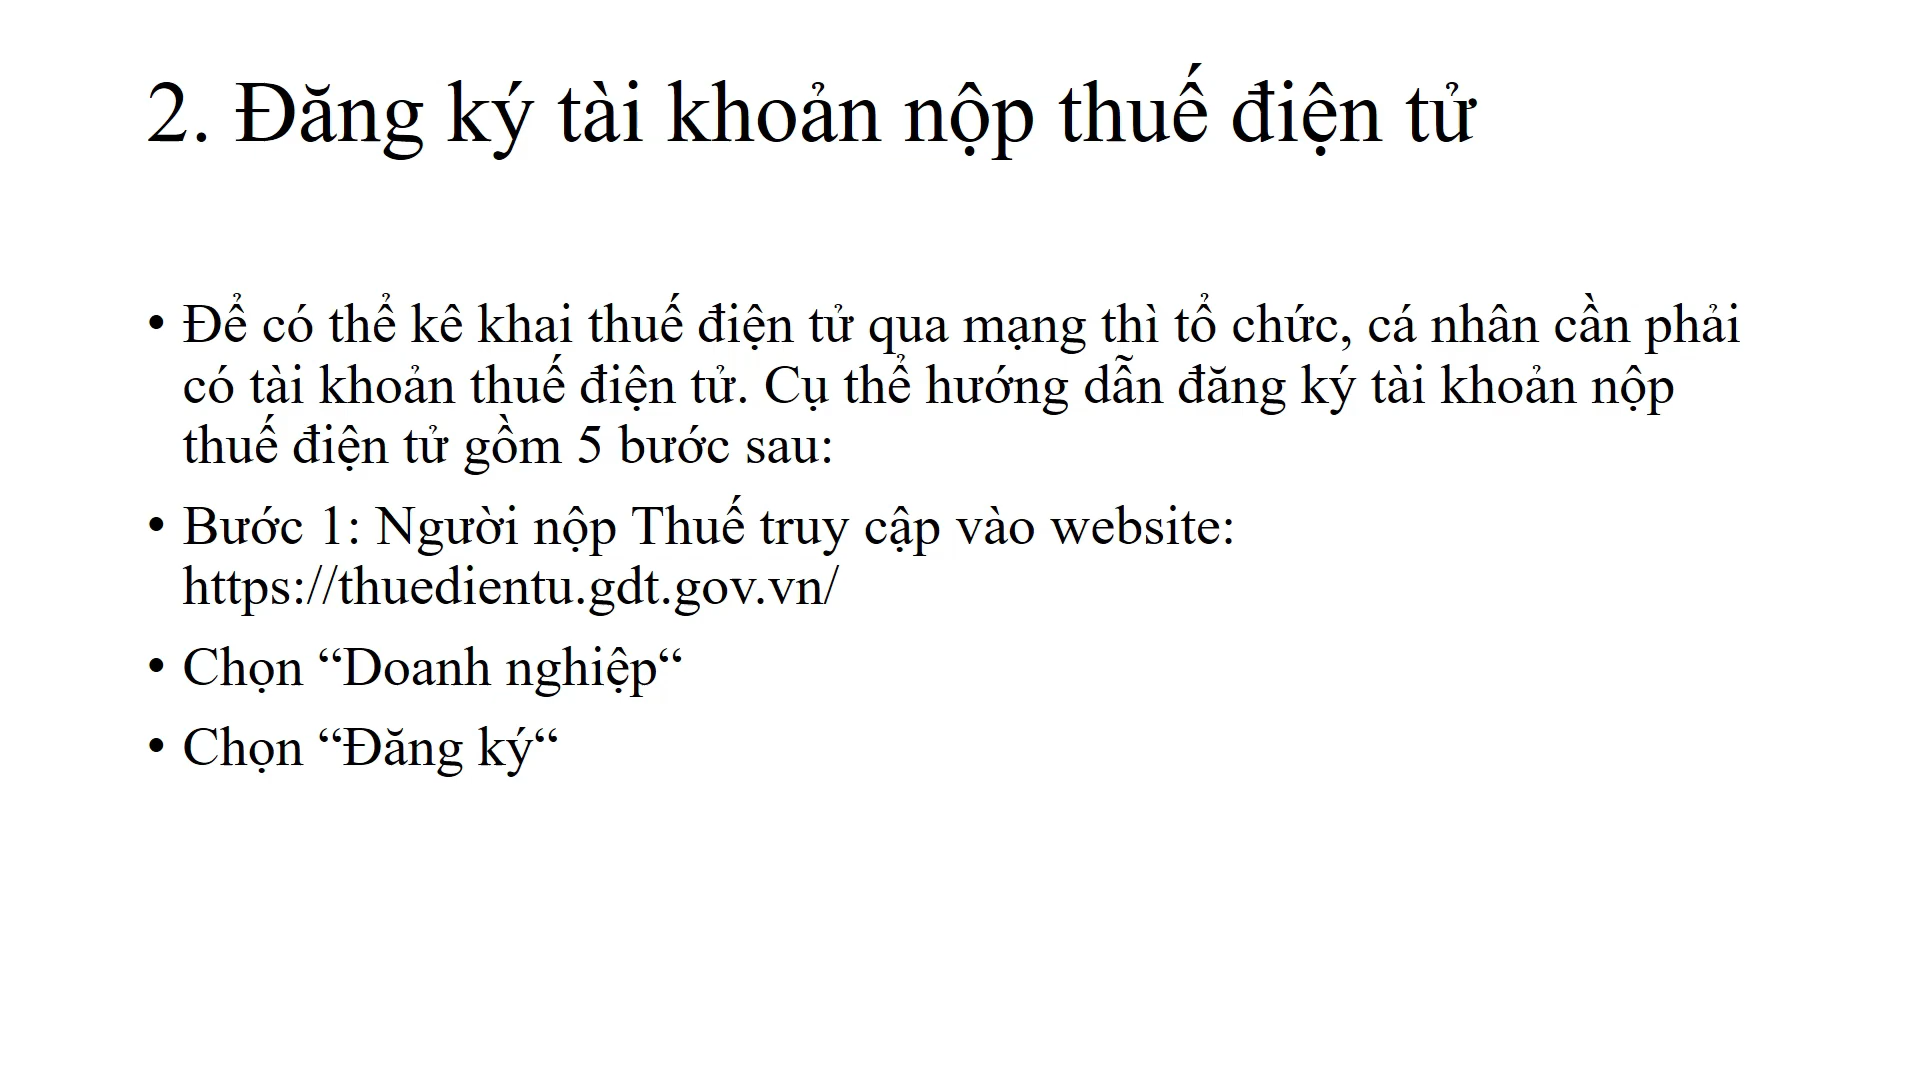 2. Đăng ký tài khoản nộp thuế điện tử
• Để có thể kê khai thuế điện tử qua mạng thì tổ chức, cá nhân cần phải
có tài khoản thuế điện tử. Cụ thể hướng dẫn đăng ký tài khoản nộp
thuế điện tử gồm 5 bước sau:
• Bước 1: Người nộp Thuế truy cập vào website:
https://thuedientu.gdt.gov.vn/
• Chọn “Doanh nghiệp“
• Chọn “Đăng ký“